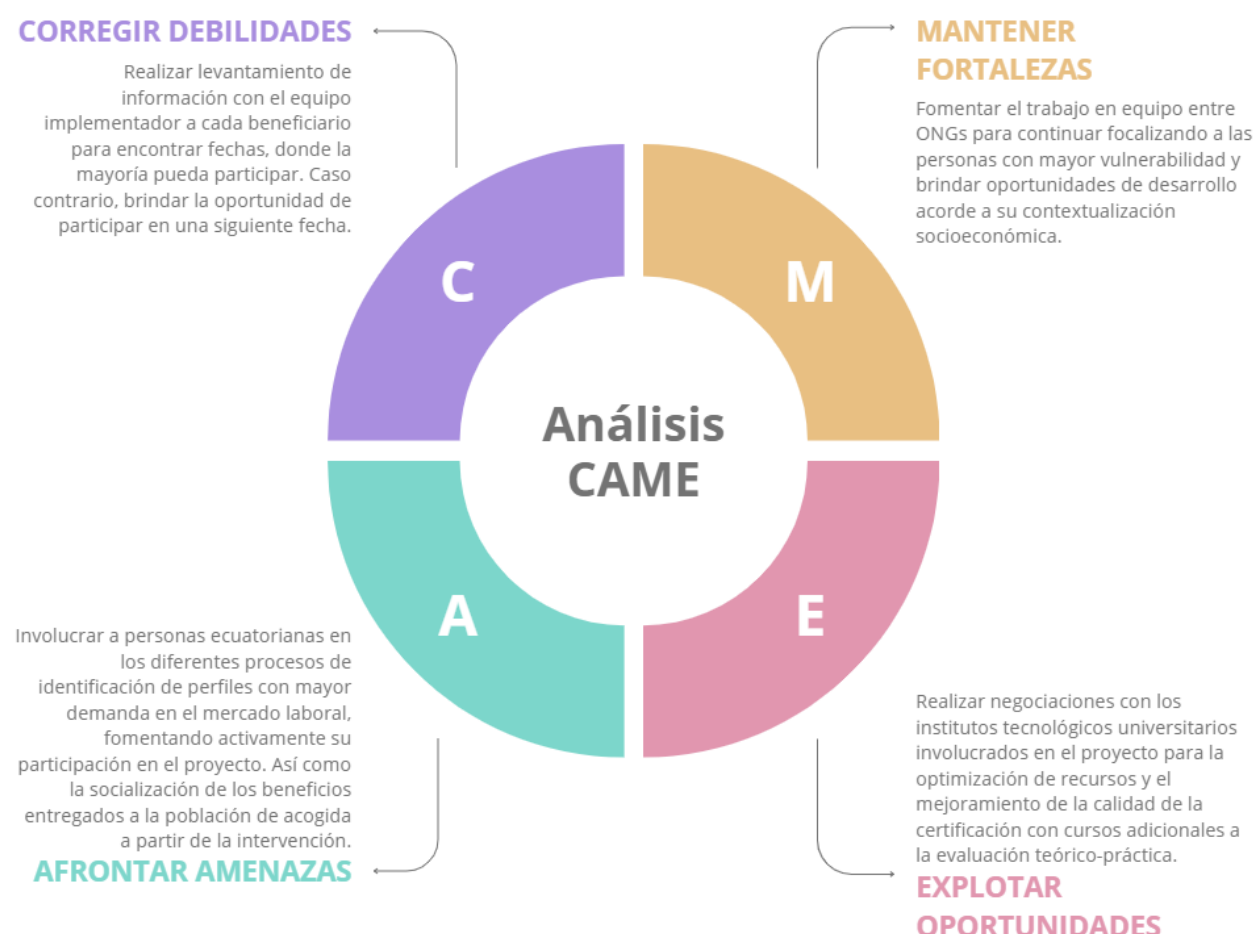 CORREGIR DEBILIDADES
Realizar levantamiento de
información con el equipo
implementador a cada beneficiario
para encontrar fechas, donde la
mayoría pueda participar. Caso
contrario, brindar la oportunidad de
participar en una siguiente fecha.
MANTENER
FORTALEZAS
Fomentar el trabajo en equipo entre
ONGs para continuar focalizando a las
personas con mayor vulnerabilidad y
brindar oportunidades de desarrollo
acorde a su contextualización
socioeconómica.
C
M
Análisis
CAME
A
E
Involucrar a personas ecuatorianas en
los diferentes procesos de
identificación de perfiles con mayor
demanda en el mercado laboral,
fomentando activamente su
participación en el proyecto. Así como
la socialización de los beneficios
entregados a la población de acogida
a partir de la intervención.
AFRONTAR AMENAZAS
Realizar negociaciones con los
institutos tecnológicos universitarios
involucrados en el proyecto para la
optimización de recursos y el
mejoramiento de la calidad de la
certificación con cursos adicionales a
la evaluación teórico-práctica.
EXPLOTAR
OPORTUNIDADES